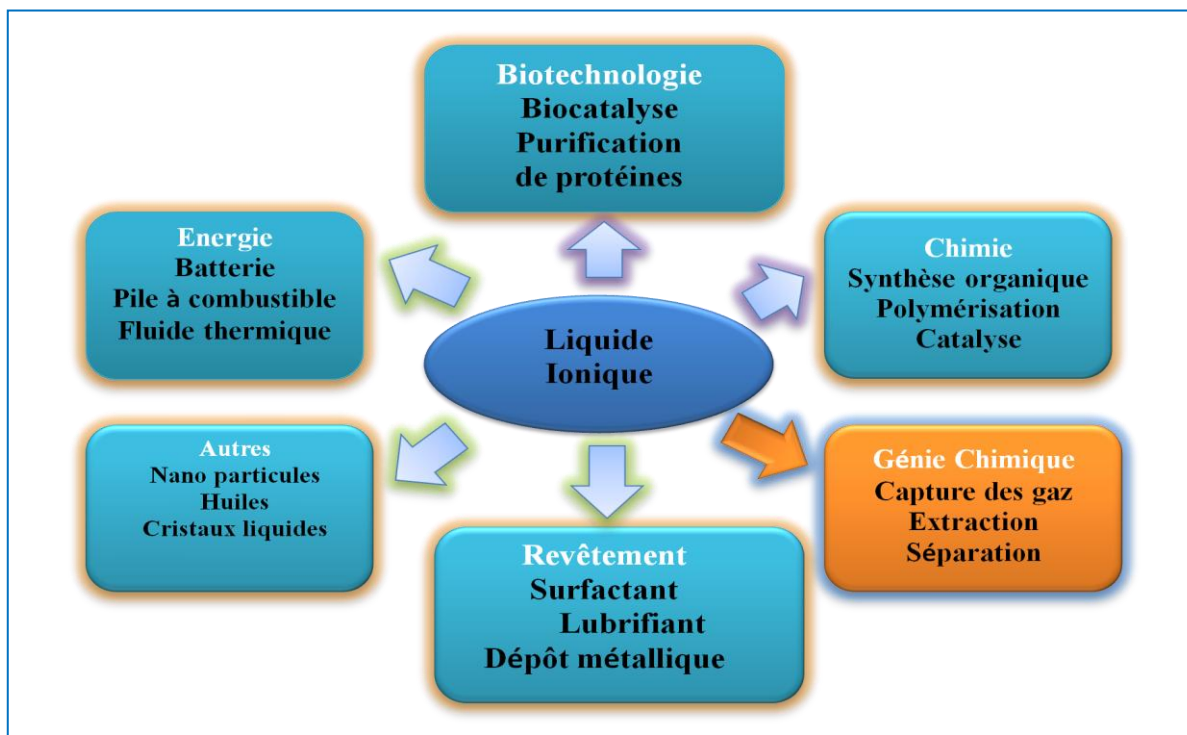 Biotechnologie
Biocatalyse
Purification
de protéines
Energie
Batterie
Pile à combustible
Fluide thermique
Chimie
Synthèse organique
Polymérisation
Catalyse
Liquide
Ionique
Autres
Nano particules
Huiles
Cristaux liquides
Génie Chimique
Capture des gaz
Extraction
Séparation
Revêtement
Surfactant
Lubrifiant
Dépôt métallique